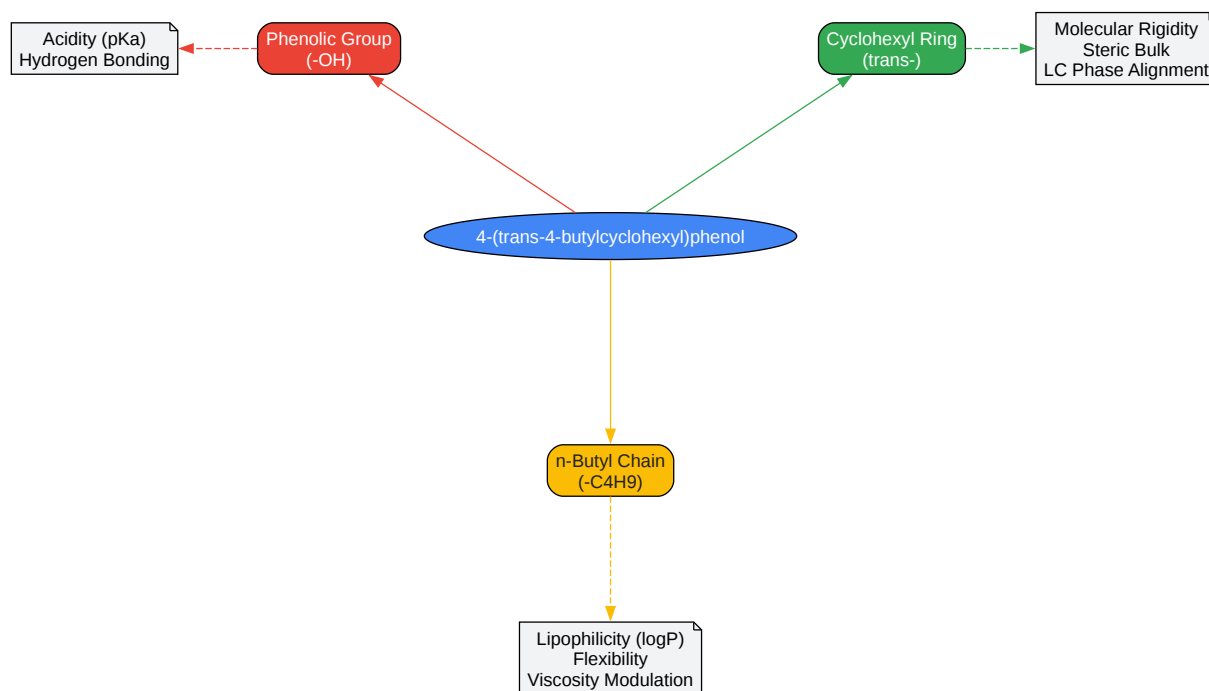 Acidity (pKa)
Hydrogen Bonding
Phenolic Group
(-OH)
Cyclohexyl Ring
(trans-)
Molecular Rigidity
Steric Bulk
LC Phase Alignment
4-(trans-4-butylcyclohexyl)phenol
n-Butyl Chain
(-C4H9)
Lipophilicity (logP)
Flexibility
Viscosity Modulation